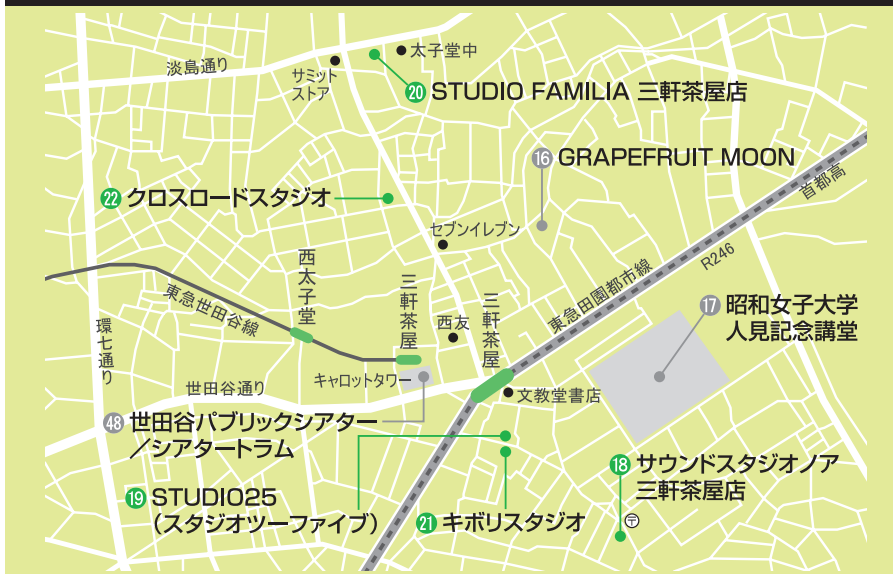 淡島通り
サミット
ストア
太子堂中
⑳ STUDIO FAMILIA 三軒茶屋店
⑯ GRAPEFRUIT MOON
首都高
㉒ クロスロードスタジオ
セブンイレブン
西太子堂
三軒茶屋
三軒茶屋
東急田園都市線
R246
東急世田谷線
環七通り
西友
⑰ 昭和女子大学
人見記念講堂
キャロットタワー
世田谷通り
文教堂書店
㊽ 世田谷パブリックシアター
／シアタートラム
⑱ サウンドスタジオノア
三軒茶屋店
⑲ STUDIO25
（スタジオツーファイブ）
㉑ キボリスタジオ
〒